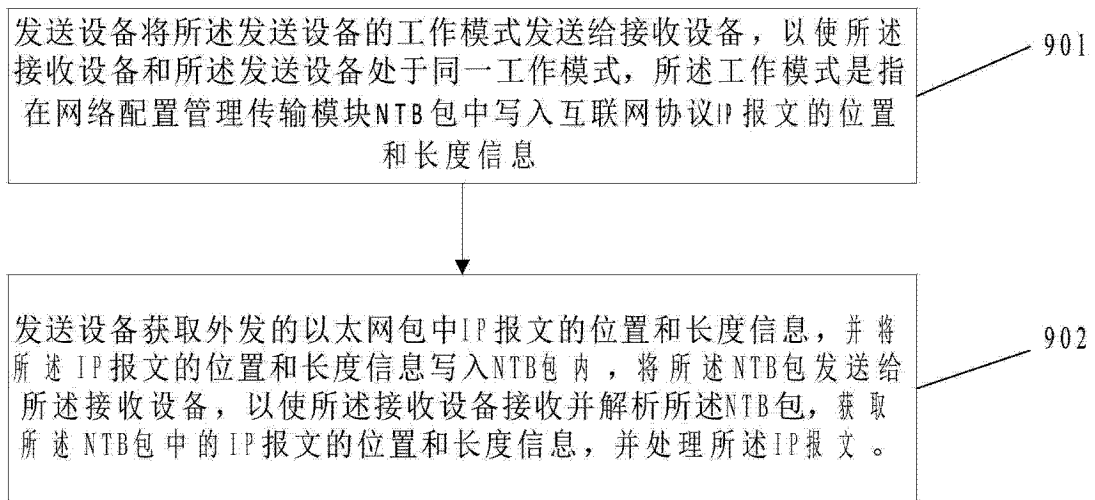 发送设备将所述发送设备的工作模式发送给接收设备，以使所述
接收设备和所述发送设备处于同一工作模式，所述工作模式是指
在网络配置管理传输模块NTB包中写入互联网协议IP报文的位置
和长度信息
901
发送设备获取外发的以太网包中IP报文的位置和长度信息，并将
所述IP报文的位置和长度信息写入NTB包内，将所述NTB包发送给
所述接收设备，以使所述接收设备接收并解析所述NTB包，获取
所述NTB包中的IP报文的位置和长度信息，并处理所述IP报文。
902